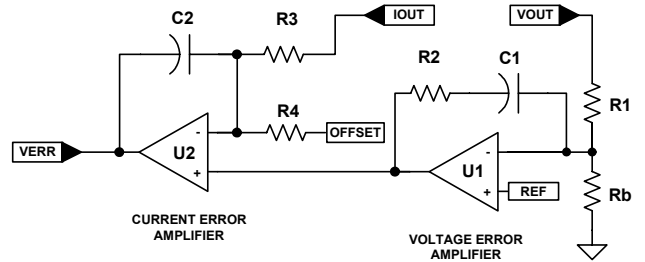 C2
R3
IOUT
VOUT
R2
C1
R1
R4
OFFSET
-
VERR
U2
+
-
U1
+
REF
Rb
CURRENT ERROR
AMPLIFIER
VOLTAGE ERROR
AMPLIFIER